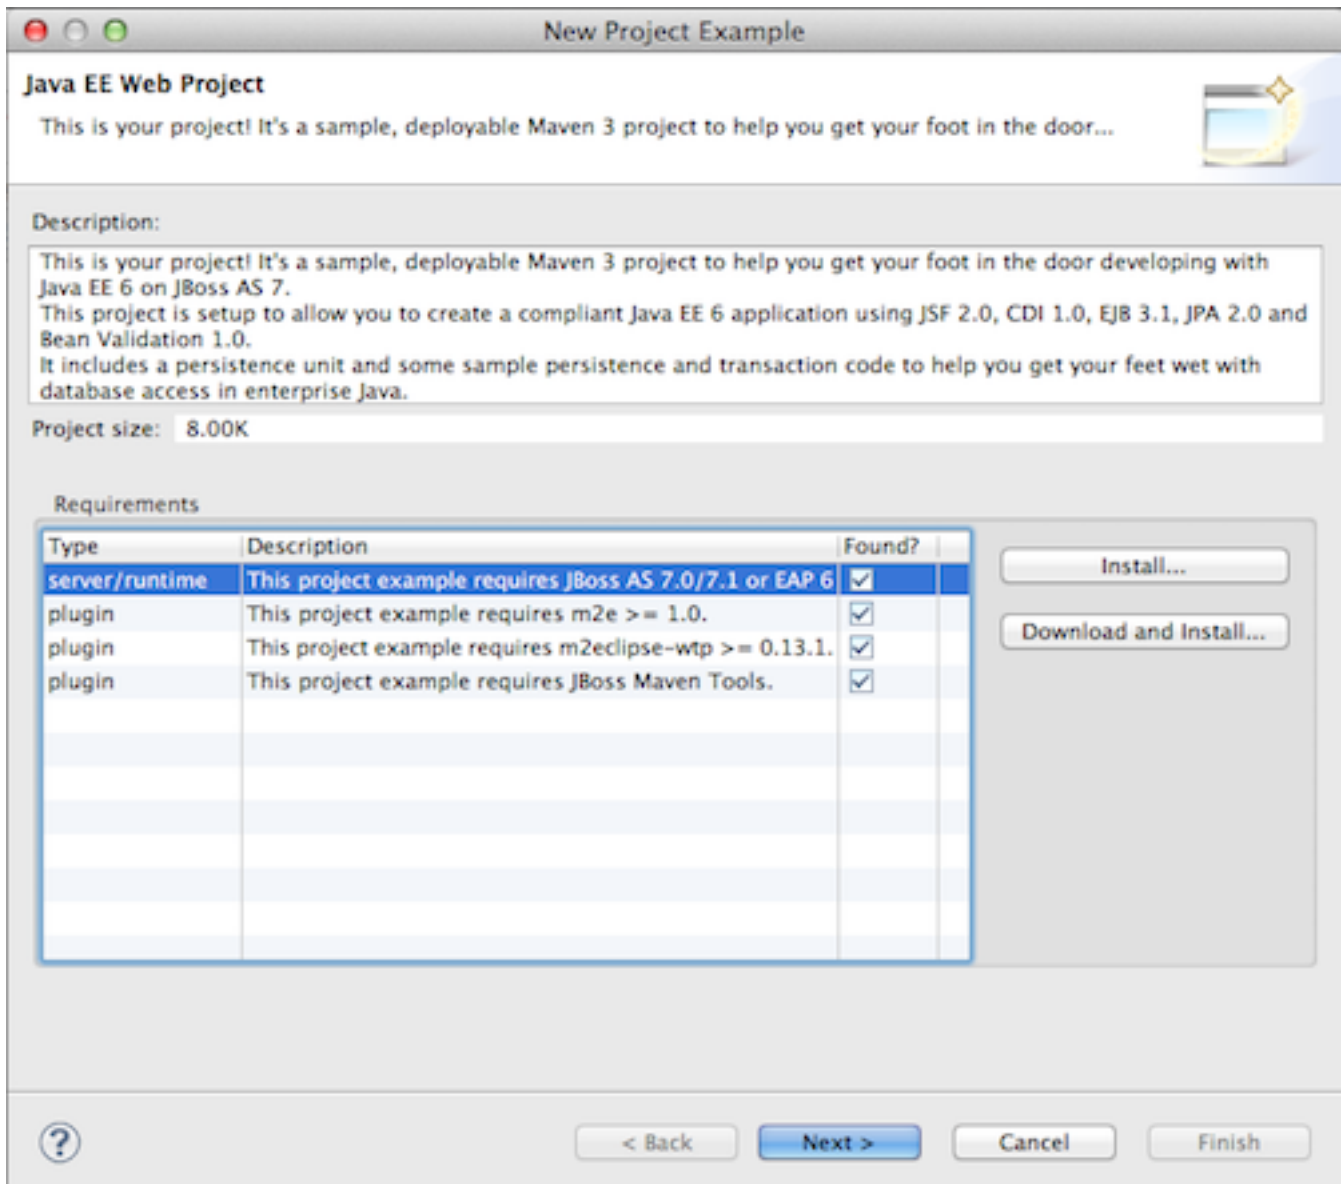 New Project Example
Java EE Web Project
This is your project! It's a sample, deployable Maven 3 project to help you get your foot in the door...
Description:
This is your project! It's a sample, deployable Maven 3 project to help you get your foot in the door developing with
Java EE 6 on JBoss AS 7.
This project is setup to allow you to create a compliant Java EE 6 application using JSF 2.0, CDI 1.0, EJB 3.1, JPA 2.0 and
Bean Validation 1.0.
It includes a persistence unit and some sample persistence and transaction code to help you get your feet wet with
database access in enterprise Java.
Project size: 8.00K
Requirements
Type Description Found?
server/runtime This project example requires JBoss AS 7.0/7.1 or EAP 6
plugin This project example requires m2e >= 1.0.
plugin This project example requires m2eclipse-wtp >= 0.13.1.
plugin This project example requires JBoss Maven Tools.
Install...
Download and Install...
?
< Back Next > Cancel Finish